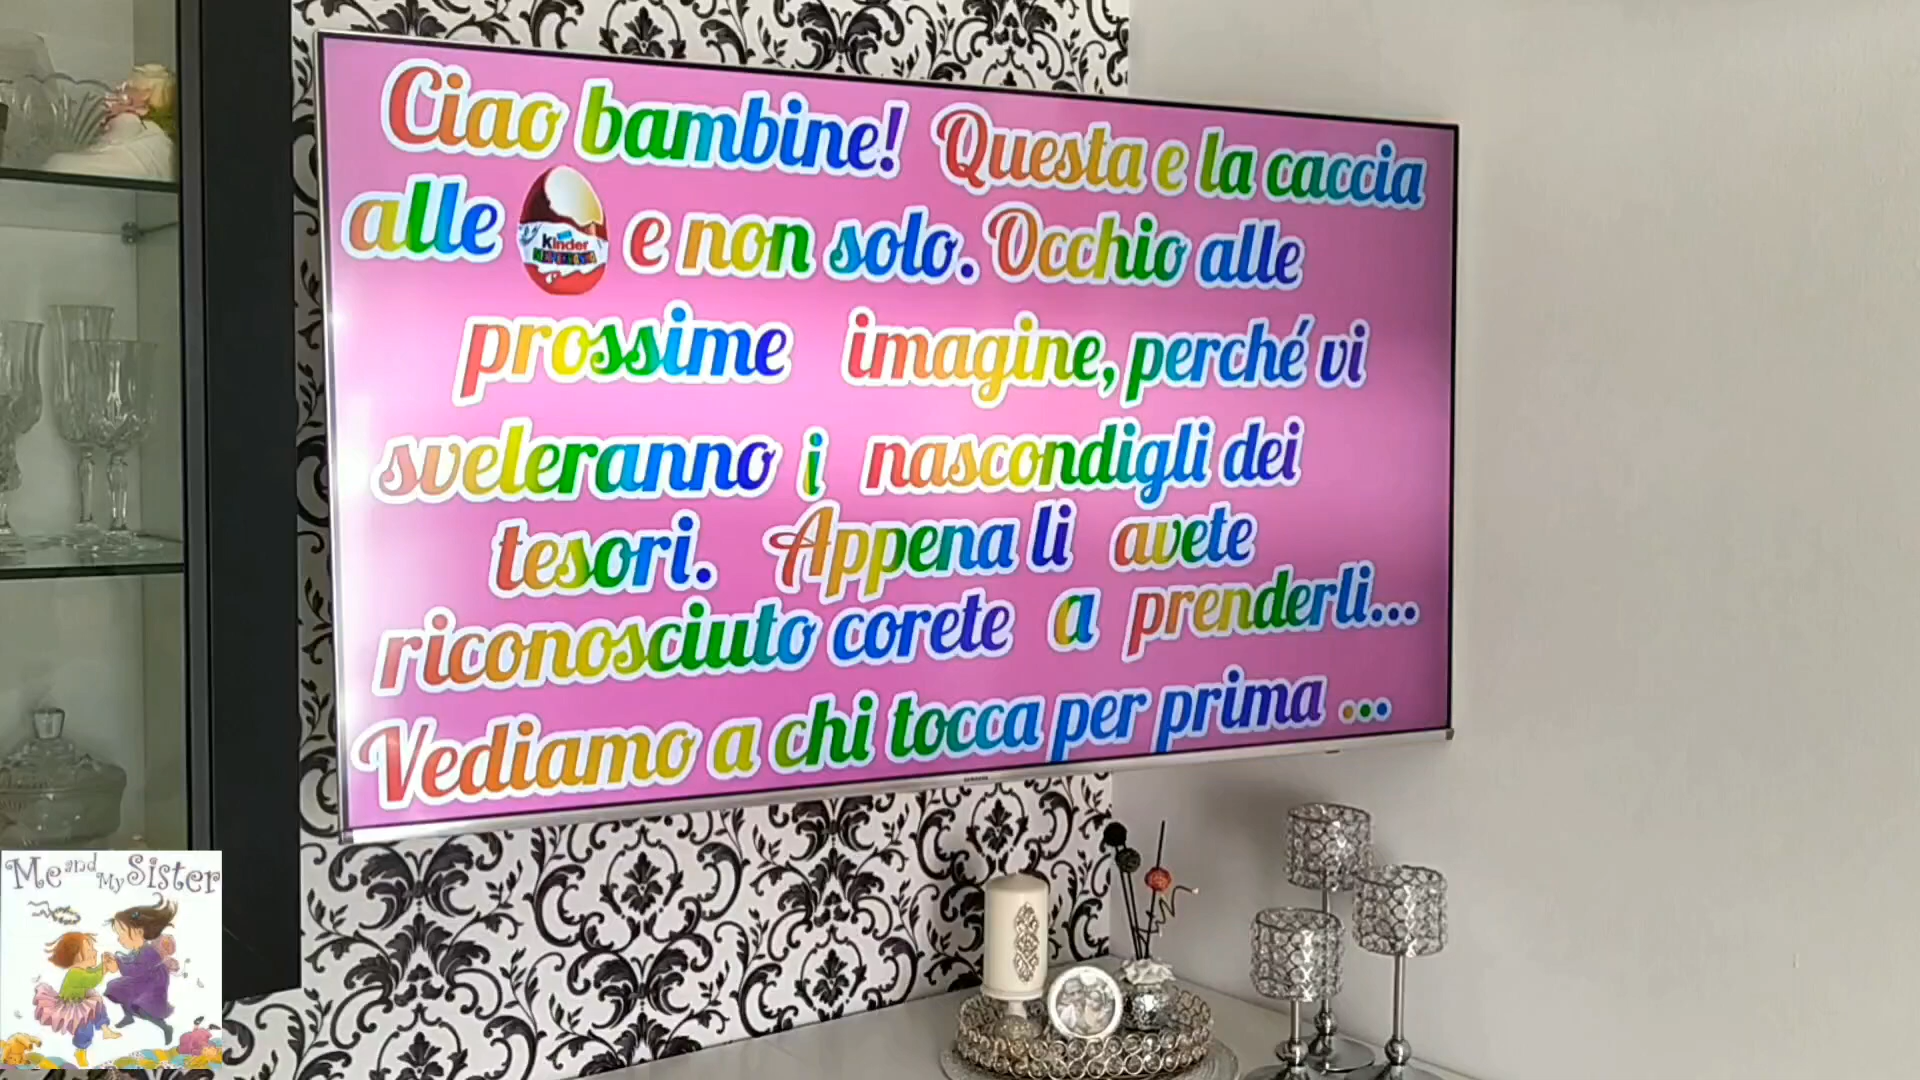 Ciao bambine! Questa e la caccia
alle Kinder e non solo. Occhio alle
prossime imagine, perché vi
sveleranno i nascondigli dei
tesori. Appena li avete
riconosciuto corete a prenderli...
Vediamo a chi tocca per prima ...
SAMSUNG
Me and My Sister